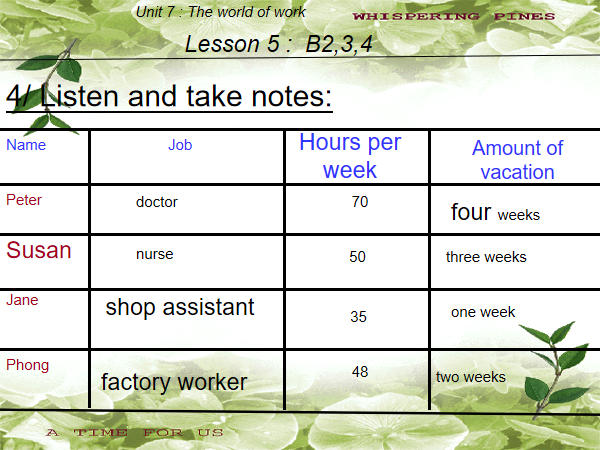 Unit 7 : The world of work
WHISPERING PINES
Lesson 5 : B2,3,4
4/ Listen and take notes:
Name Job Hours per week Amount of vacation
Peter doctor 70 four weeks
Susan nurse 50 three weeks
Jane shop assistant 35 one week
Phong factory worker 48 two weeks
A TIME FOR US